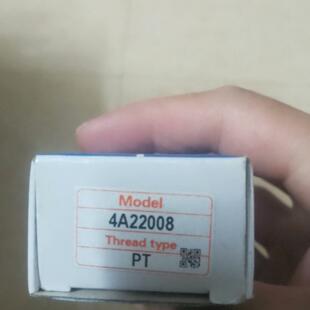 Model
4A22008
Thread type
PT